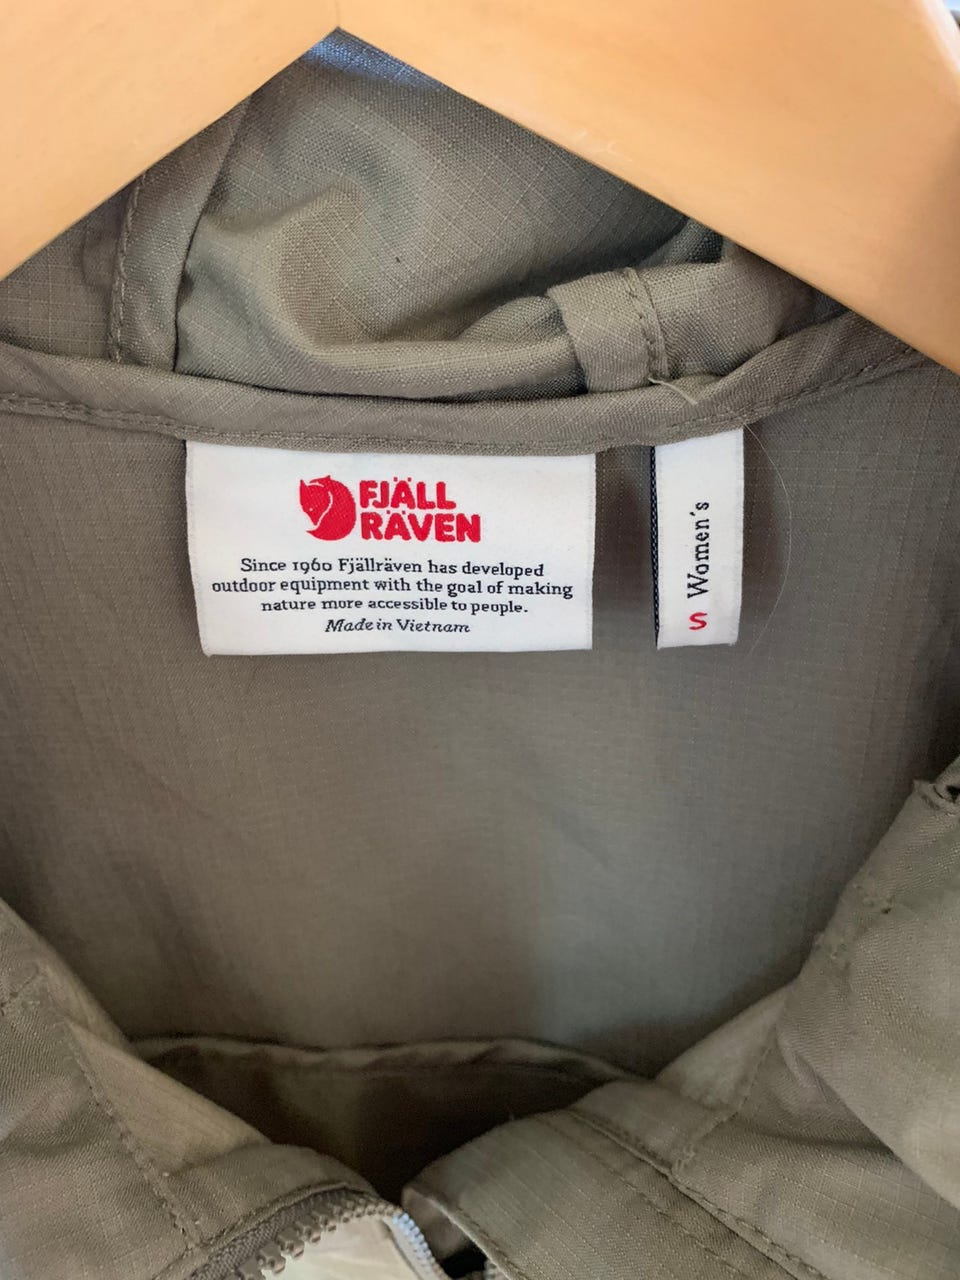 FJÄLL
RÄVEN
Since 1960 Fjällräven has developed
outdoor equipment with the goal of making
nature more accessible to people.
Made in Vietnam
S Women's